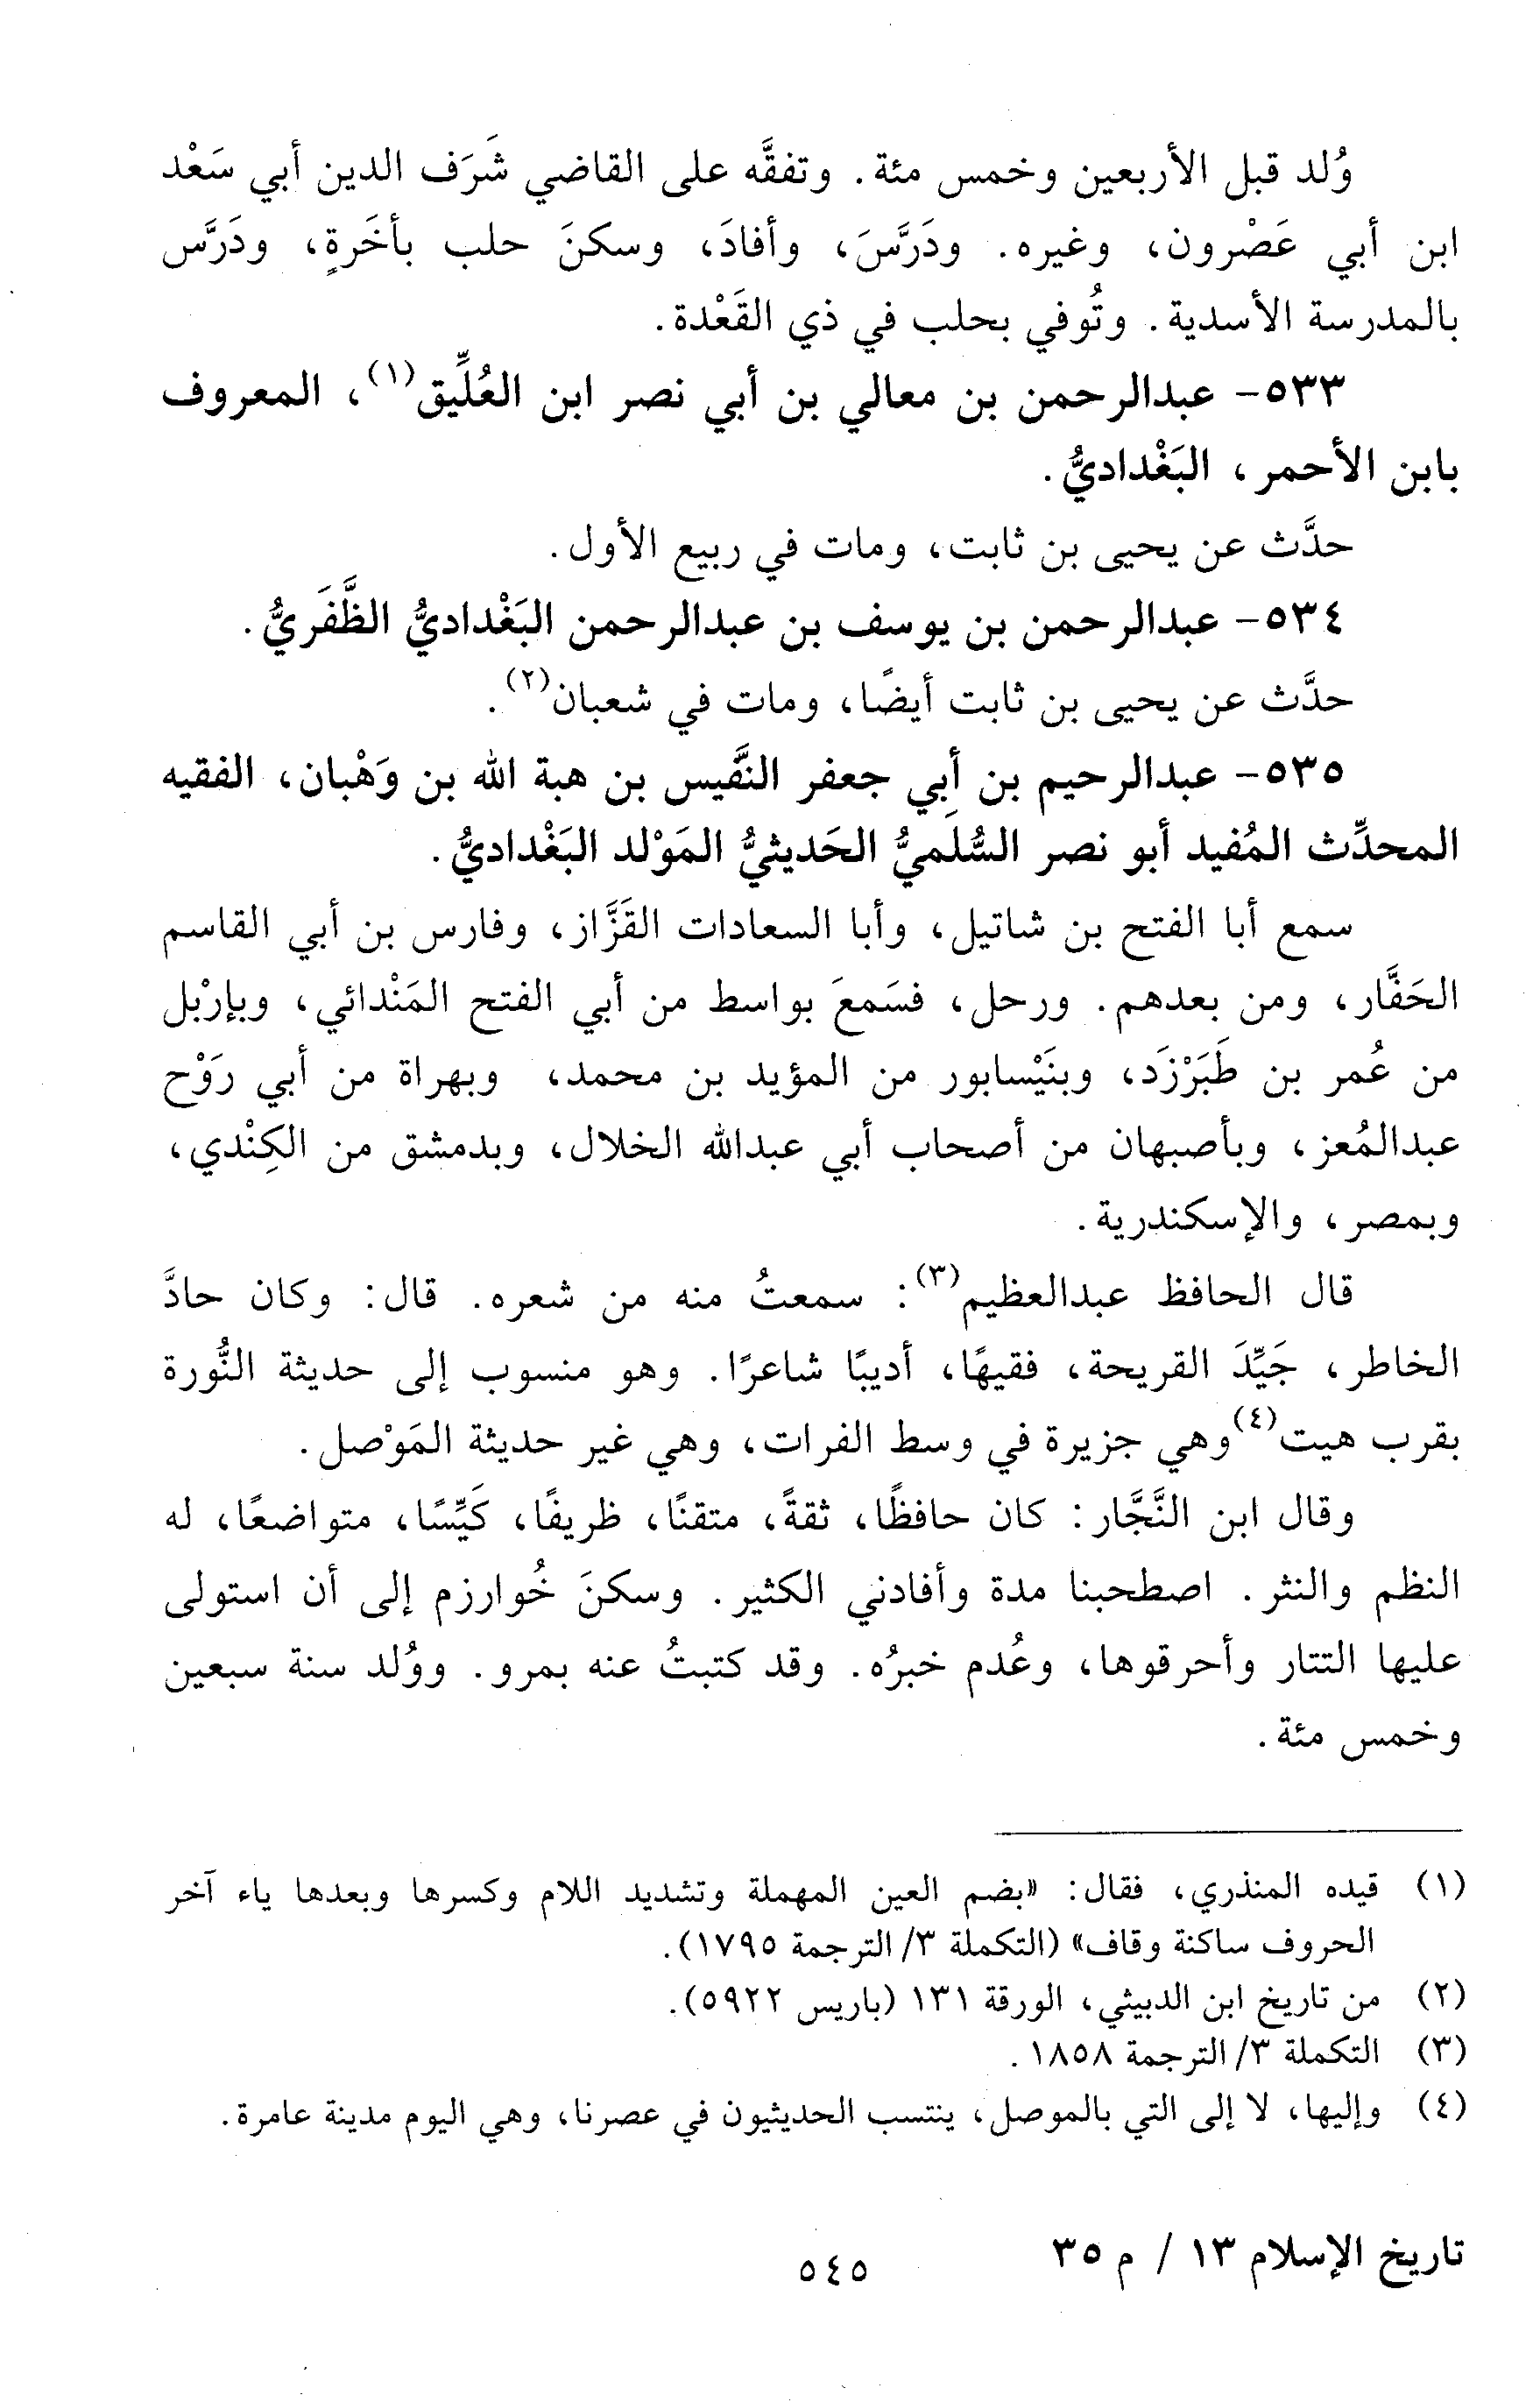 وُلد قبل الأربعين وخمس مئة. وتفقَّه على القاضي شَرَف الدين أبي سَعْد
ابن أبي عَصْرون، وغيره. ودَرَّسَ، وأفادَ، وسكنَ حلب بأخَرةٍ، ودَرَّس
بالمدرسة الأسدية. وتُوفي بحلب في ذي القَعْدة.
٥٣٣- عبدالرحمن بن معالي بن أبي نصر ابن العُلِّيق(١)، المعروف
بابن الأحمر، البَغْداديُّ.
حدَّث عن يحيى بن ثابت، ومات في ربيع الأول.
٥٣٤- عبدالرحمن بن يوسف بن عبدالرحمن البَغْداديُّ الظَّفَريُّ.
حدَّث عن يحيى بن ثابت أيضًا، ومات في شعبان(٢).
٥٣٥- عبدالرحيم بن أبي جعفر النَّفيس بن هبة الله بن وَهْبان، الفقيه
المحدِّث المُفيد أبو نصر السُّلَميُّ الحَديثيُّ المَوْلد البَغْداديُّ.
سمع أبا الفتح بن شاتيل، وأبا السعادات القَزَّاز، وفارس بن أبي القاسم
الحَفَّار، ومن بعدهم. ورحل، فسَمعَ بواسط من أبي الفتح المَنْدائي، وبإرْبل
من عُمر بن طَبَرْزَد، وبنَيْسابور من المؤيد بن محمد، وبهراة من أبي رَوْح
عبدالمُعز، وبأصبهان من أصحاب أبي عبدالله الخلال، وبدمشق من الكِنْدي،
وبمصر، والإسكندرية.
قال الحافظ عبدالعظيم(٣): سمعتُ منه من شعره. قال: وكان حادَّ
الخاطر، جَيِّدَ القريحة، فقيهًا، أديبًا شاعرًا. وهو منسوب إلى حديثة النُّورة
بقرب هيت(٤)وهي جزيرة في وسط الفرات، وهي غير حديثة المَوْصل.
وقال ابن النَّجَّار: كان حافظًا، ثقةً، متقنًا، ظريفًا، كَيِّسًا، متواضعًا، له
النظم والنثر. اصطحبنا مدة وأفادني الكثير. وسكنَ خُوارزم إلى أن استولى
عليها التتار وأحرقوها، وعُدم خبرُه. وقد كتبتُ عنه بمرو. ووُلد سنة سبعين
وخمس مئة.
(١) قيده المنذري، فقال: «بضم العين المهملة وتشديد اللام وكسرها وبعدها ياء آخر
الحروف ساكنة وقاف» (التكملة ٣/ الترجمة ١٧٩٥).
(٢) من تاريخ ابن الدبيثي، الورقة ١٣١ (باريس ٥٩٢٢).
(٣) التكملة ٣/ الترجمة ١٨٥٨.
(٤) وإليها، لا إلى التي بالموصل، ينتسب الحديثيون في عصرنا، وهي اليوم مدينة عامرة.
تاريخ الإسلام ١٣ / م ٣٥
٥٤٥